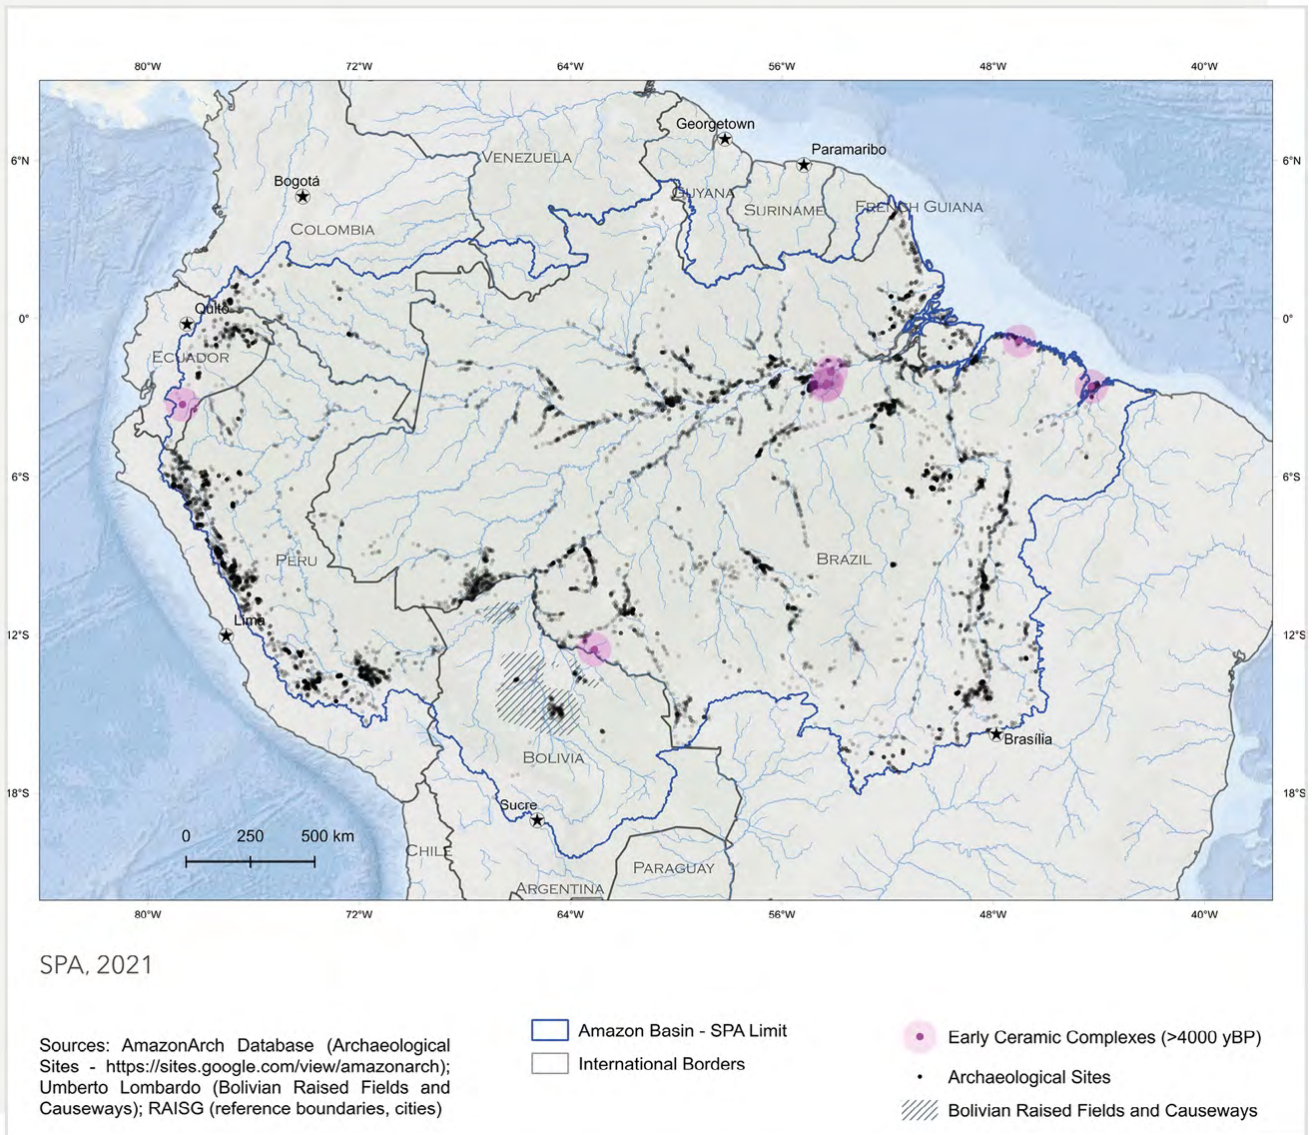 80°W 72°W 64°W 56°W 48°W 40°W
Georgetown
Paramaribo
6°N VENEZUELA 6°N
Bogotá GUYANA
SURINAME FRENCH GUIANA
COLOMBIA
0° Quito 0°
ECUADOR
6°S 6°S
PERU BRAZIL
12°S Lima 12°S
Brasília
BOLIVIA
18°S Sucre 18°S
0 250 500 km
CHILE
PARAGUAY
ARGENTINA
80°W 72°W 64°W 56°W 48°W 40°W
SPA, 2021
Sources: AmazonArch Database (Archaeological
Sites - https://sites.google.com/view/amazonarch);
Umberto Lombardo (Bolivian Raised Fields and
Causeways); RAISG (reference boundaries, cities)
Amazon Basin - SPA Limit
International Borders
Early Ceramic Complexes (>4000 yBP)
Archaeological Sites
Bolivian Raised Fields and Causeways